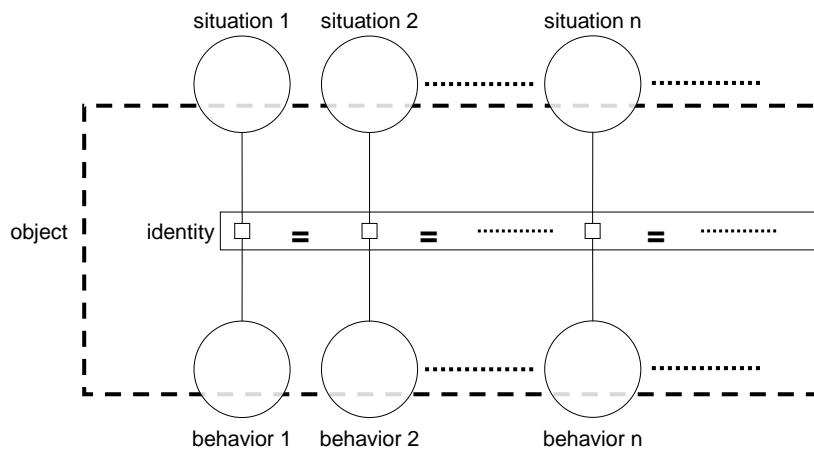 situation 1 situation 2 situation n
object identity = = =
behavior 1 behavior 2 behavior n